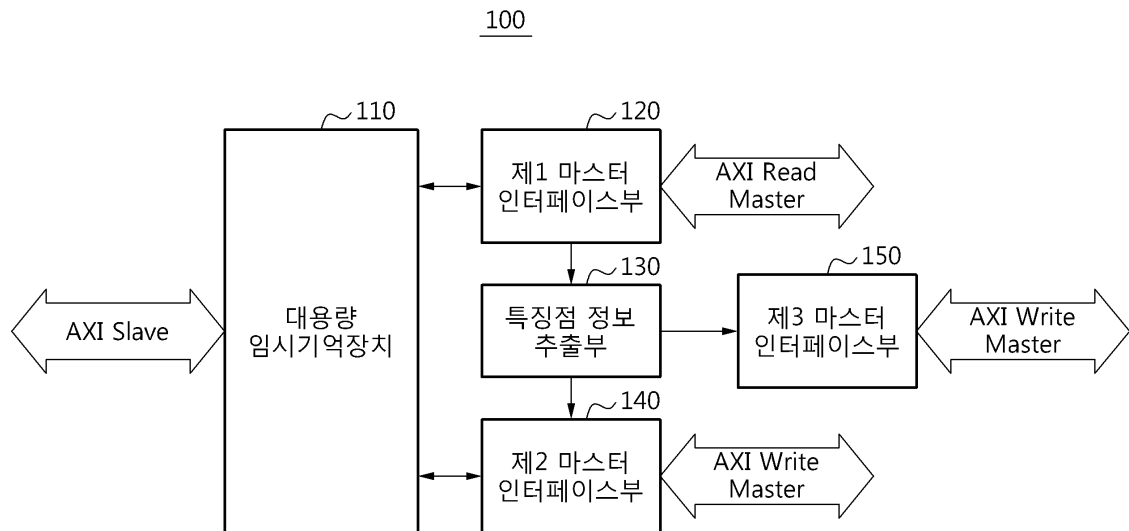 100
110
대용량
임시기억장치
AXI Slave
120
제1 마스터
인터페이스부
AXI Read
Master
130
특징점 정보
추출부
150
제3 마스터
인터페이스부
AXI Write
Master
140
제2 마스터
인터페이스부
AXI Write
Master